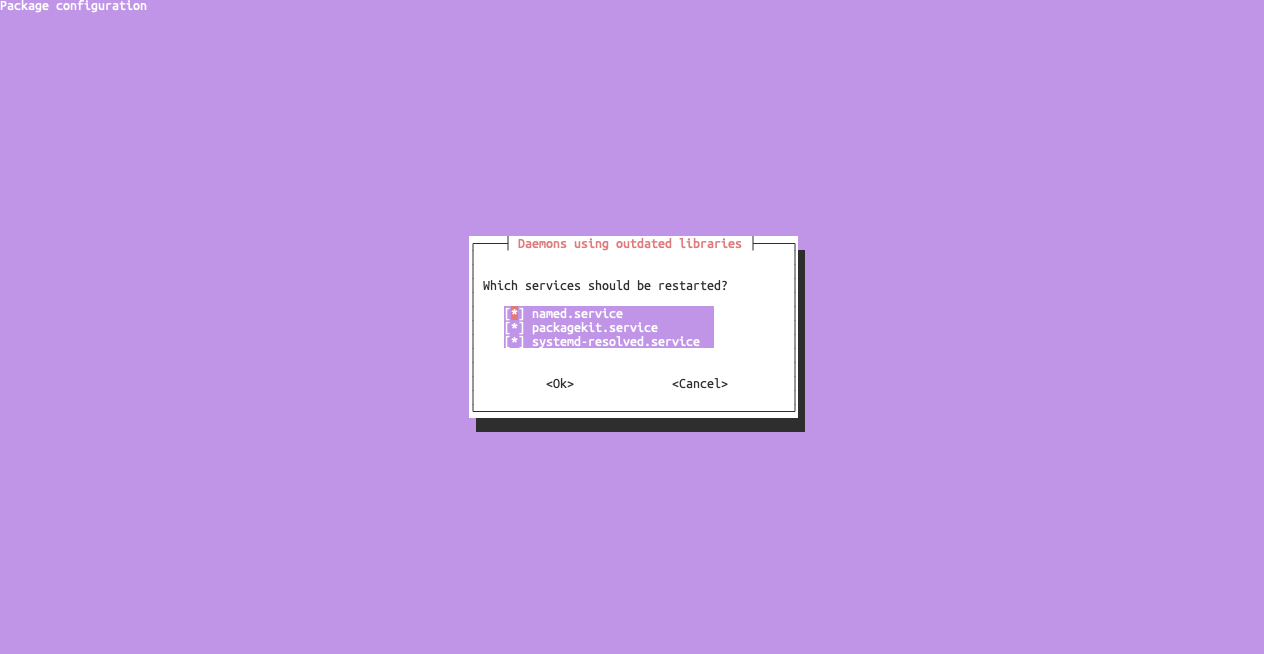 Package configuration
Daemons using outdated libraries
Which services should be restarted?
[*] named.service
[*] packagekit.service
[*] systemd-resolved.service
<Ok> <Cancel>